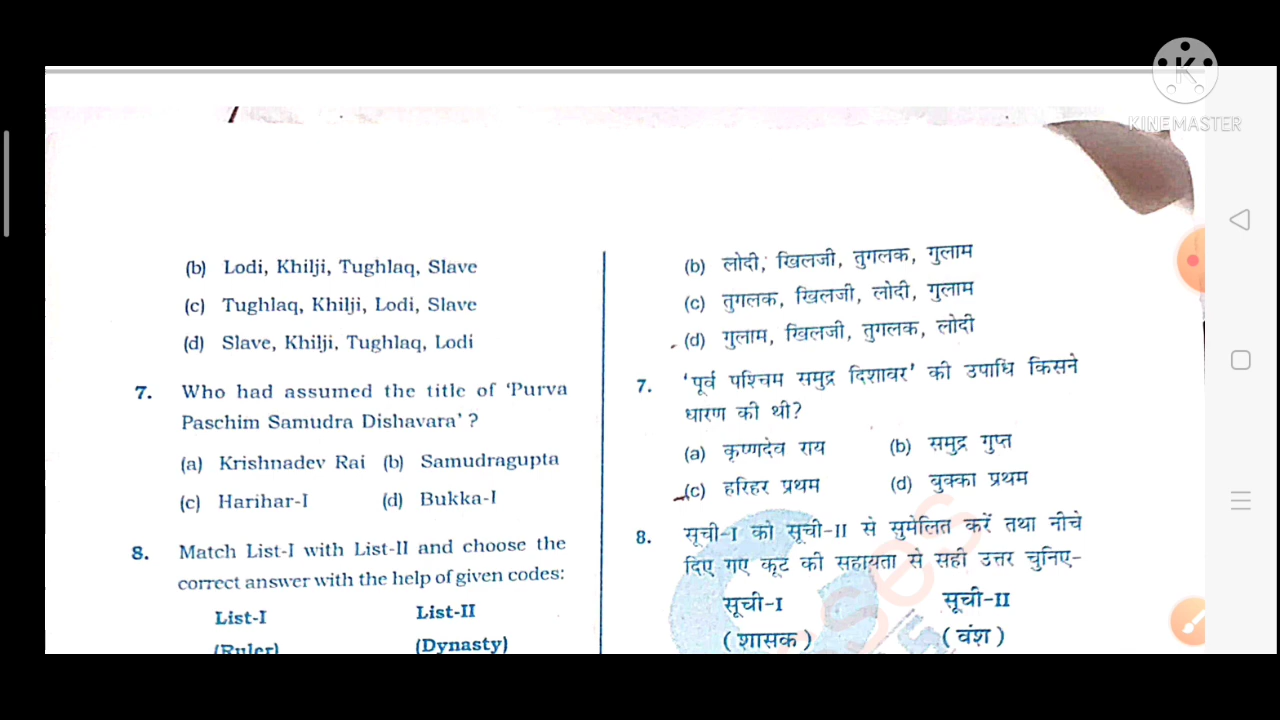 KINEMASTER
(b) Lodi, Khilji, Tughlaq, Slave
(c) Tughlaq, Khilji, Lodi, Slave
(d) Slave, Khilji, Tughlaq, Lodi
7. Who had assumed the title of 'Purva
Paschim Samudra Dishavara' ?
(a) Krishnadev Rai (b) Samudragupta
(c) Harihar-I (d) Bukka-I
8. Match List-I with List-II and choose the
correct answer with the help of given codes:
List-I List-II
(Ruler) (Dynasty)
(b) लोदी, खिलजी, तुगलक, गुलाम
(c) तुगलक, खिलजी, लोदी, गुलाम
(d) गुलाम, खिलजी, तुगलक, लोदी
7. 'पूर्व पश्चिम समुद्र दिशावर' की उपाधि किसने
धारण की थी?
(a) कृष्णदेव राय (b) समुद्र गुप्त
(c) हरिहर प्रथम (d) बुक्का प्रथम
8. सूची-I को सूची-II से सुमेलित करें तथा नीचे
दिए गए कूट की सहायता से सही उत्तर चुनिए-
सूची-I सूची-II
(शासक) (वंश)